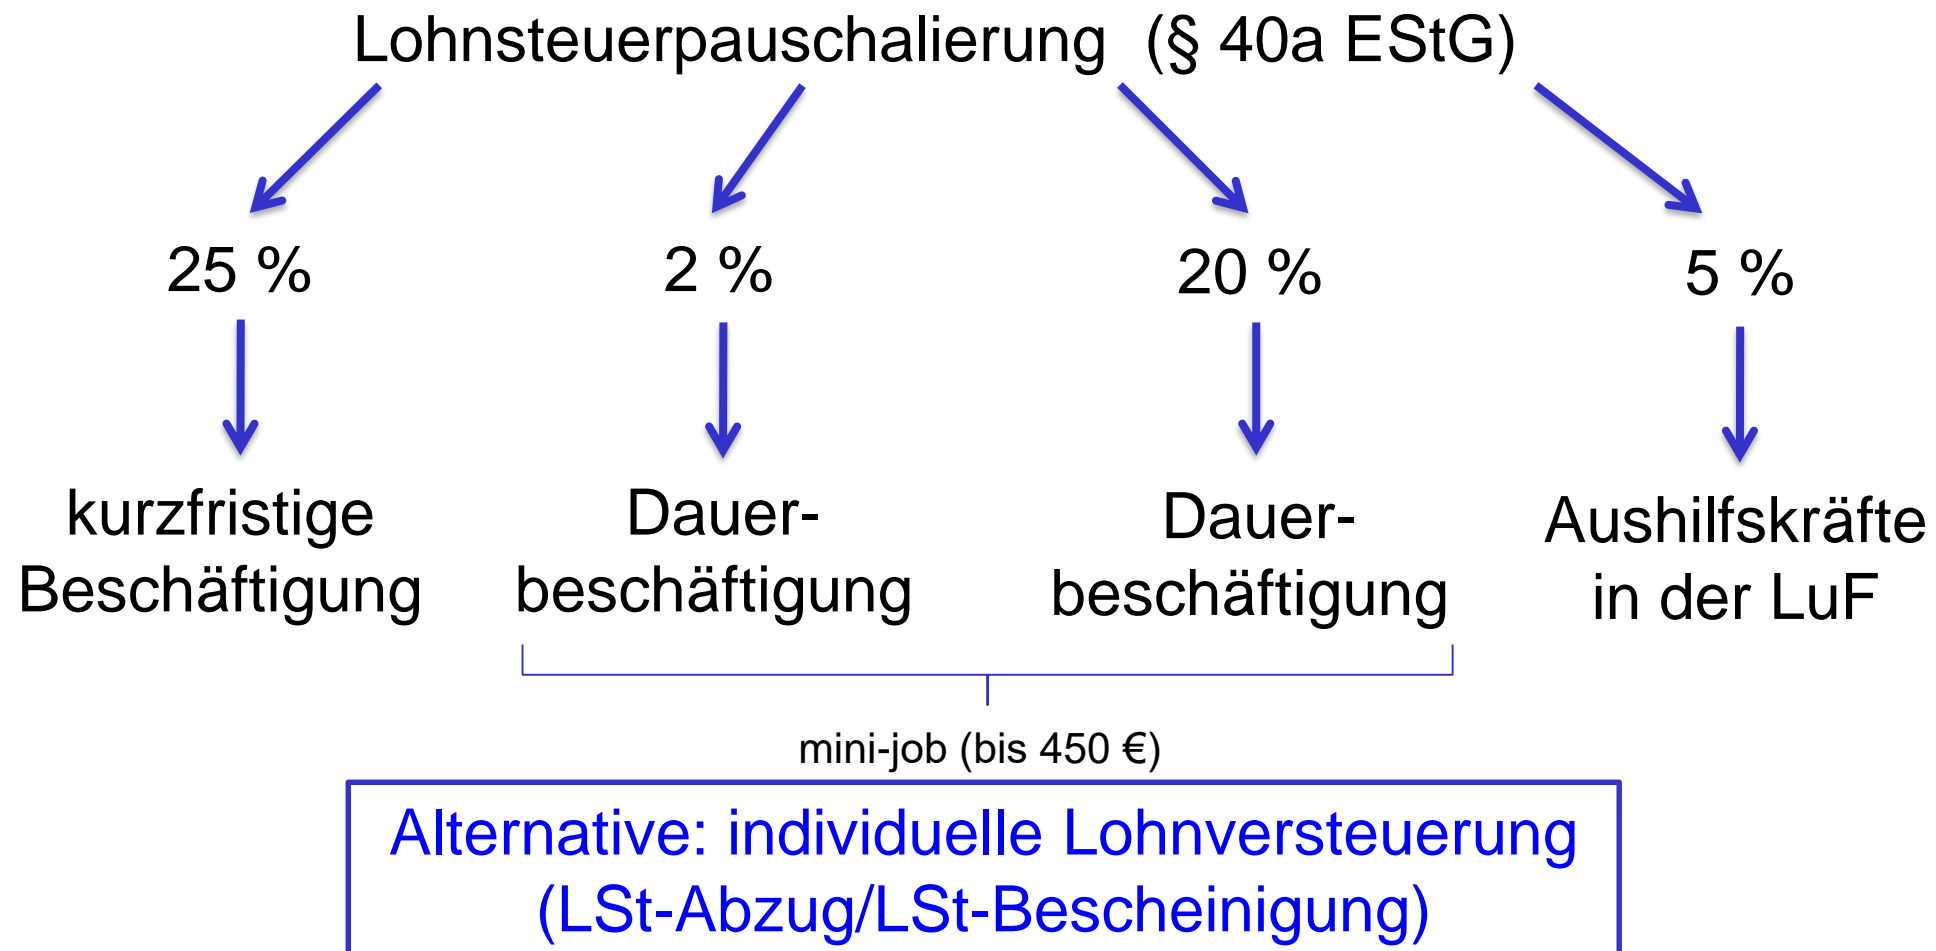 Lohnsteuerpauschalierung (§ 40a EStG)
25 %
2 %
20 %
5 %
kurzfristige
Beschäftigung
Dauer-
beschäftigung
Dauer-
beschäftigung
Aushilfskräfte
in der LuF
mini-job (bis 450 €)
Alternative: individuelle Lohnversteuerung
(LSt-Abzug/LSt-Bescheinigung)